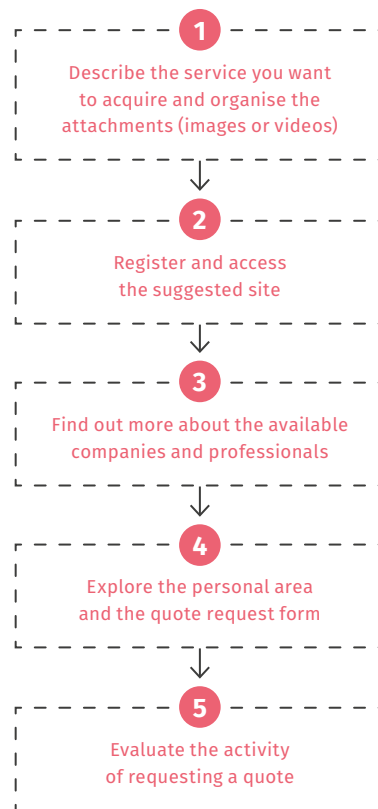 1
Describe the service you want
to acquire and organise the
attachments (images or videos)
2
Register and access
the suggested site
3
Find out more about the available
companies and professionals
4
Explore the personal area
and the quote request form
5
Evaluate the activity
of requesting a quote